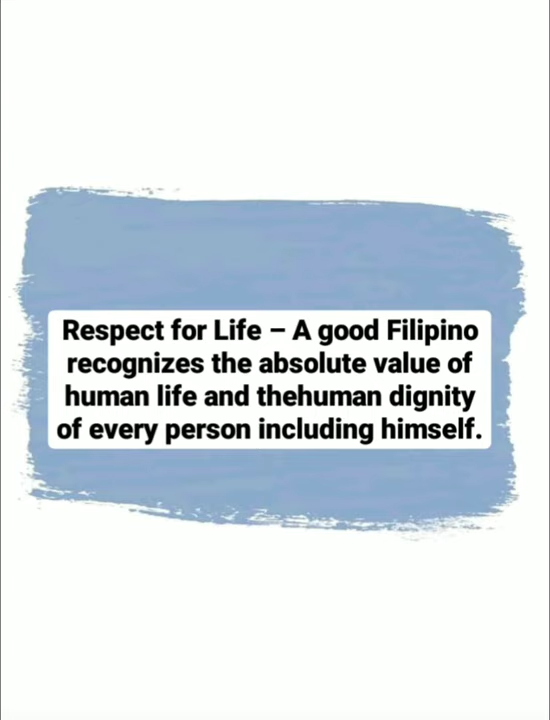 Respect for Life – A good Filipino
recognizes the absolute value of
human life and thehuman dignity
of every person including himself.